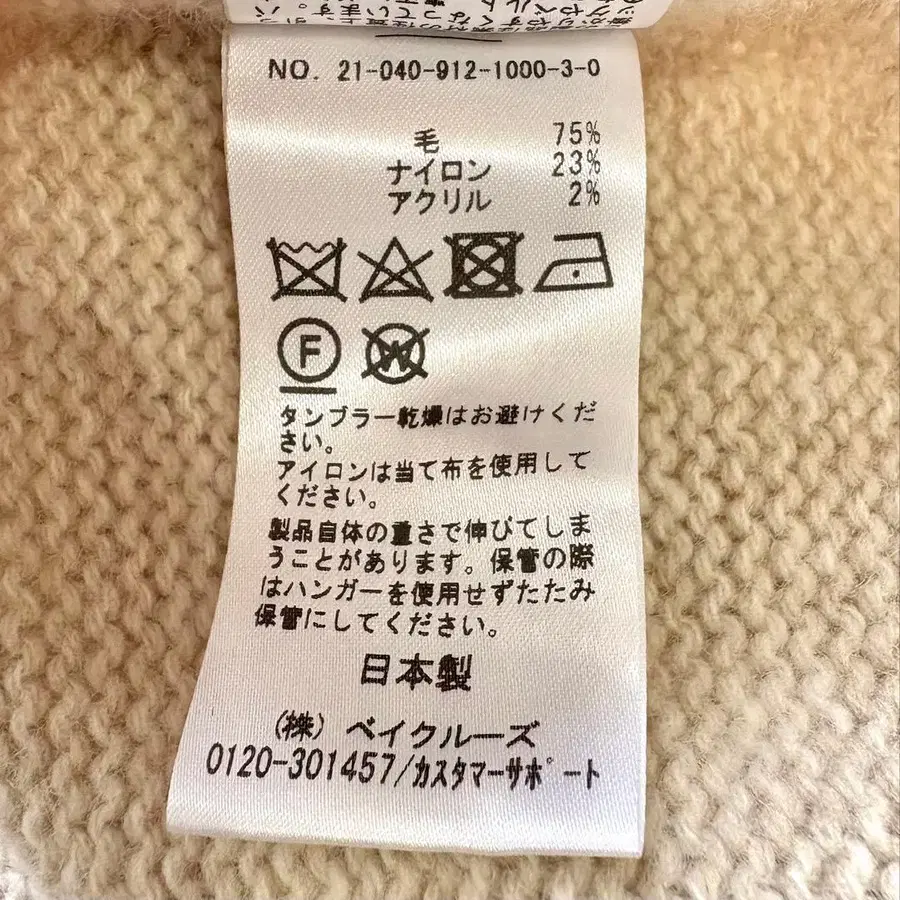 NO. 21-040-912-1000-3-0
毛 75%
ナイロン 23%
アクリル 2%
F
W
タンブラー乾燥はお避けくだ
さい。
アイロンは当て布を使用して
ください。
製品自体の重さで伸びてしま
うことがあります。保管の際
はハンガーを使用せずたたみ
保管にしてください。
日本製
(株) ベイクルーズ
0120-301457/カスタマーサポート